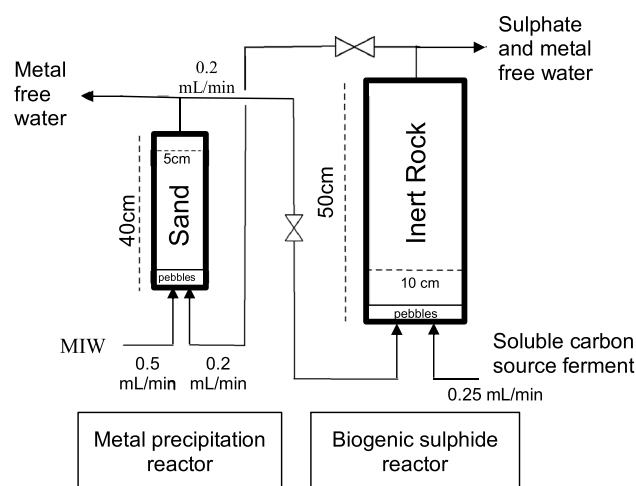 Sulphate
and metal
free water
Metal
free
water
0.2
mL/min
5cm
40cm
Sand
pebbles
50cm
Inert Rock
10 cm
pebbles
MIW
0.5
mL/min
0.2
mL/min
Soluble carbon
source ferment
0.25 mL/min
Metal precipitation
reactor
Biogenic sulphide
reactor